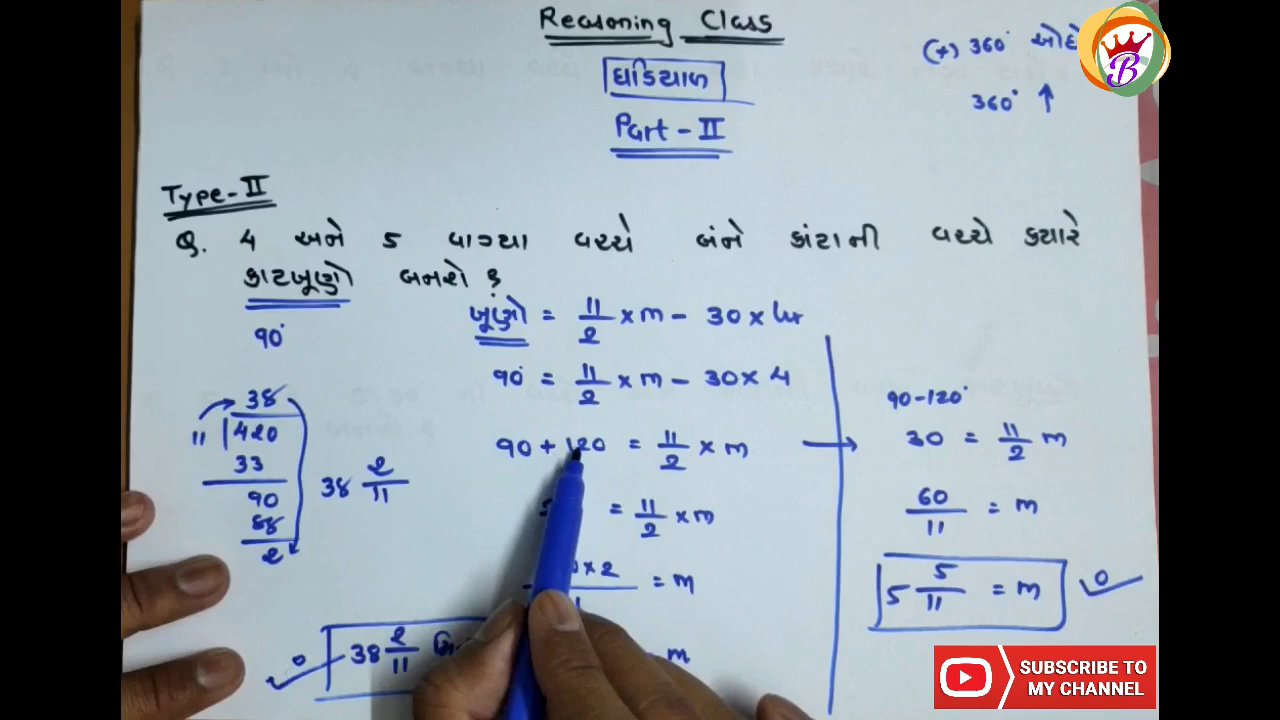 Reasoning Class
ઘડિયાળ
Part - II
(+) 360°
360° ↑
B
Type-II
Q. 4 અને 5 વાગ્યા વચ્ચે બંને કાંટાની વચ્ચે ક્યારે
કાટખૂણો બનશે ?
90°
ખૂણો = 11/2 × m - 30 × hr
90° = 11/2 × m - 30 × 4
90 + 120 = 11/2 × m
= 11/2 × m
× 2 = m
= m
38
11 420
33
90
88
2
38 2/11
38 2/11
90 - 120°
30 = 11/2 m
60/11 = m
5 5/11 = m
SUBSCRIBE TO
MY CHANNEL